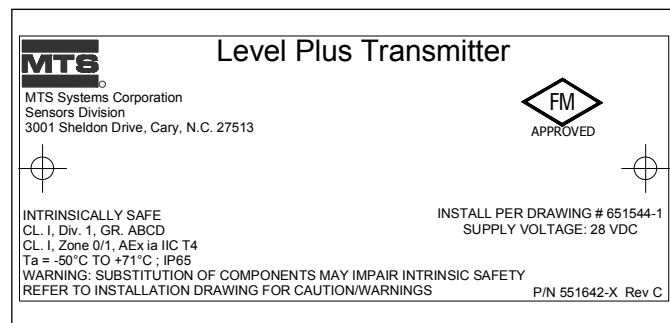 MTS
Level Plus Transmitter
MTS Systems Corporation
Sensors Division
3001 Sheldon Drive, Cary, N.C. 27513
FM
APPROVED
INTRINSICALLY SAFE
CL. I, Div. 1, GR. ABCD
CL. I, Zone 0/1, AEx ia IIC T4
Ta = -50°C TO +71°C ; IP65
INSTALL PER DRAWING # 651544-1
SUPPLY VOLTAGE: 28 VDC
WARNING: SUBSTITUTION OF COMPONENTS MAY IMPAIR INTRINSIC SAFETY
REFER TO INSTALLATION DRAWING FOR CAUTION/WARNINGS
P/N 551642-X Rev C